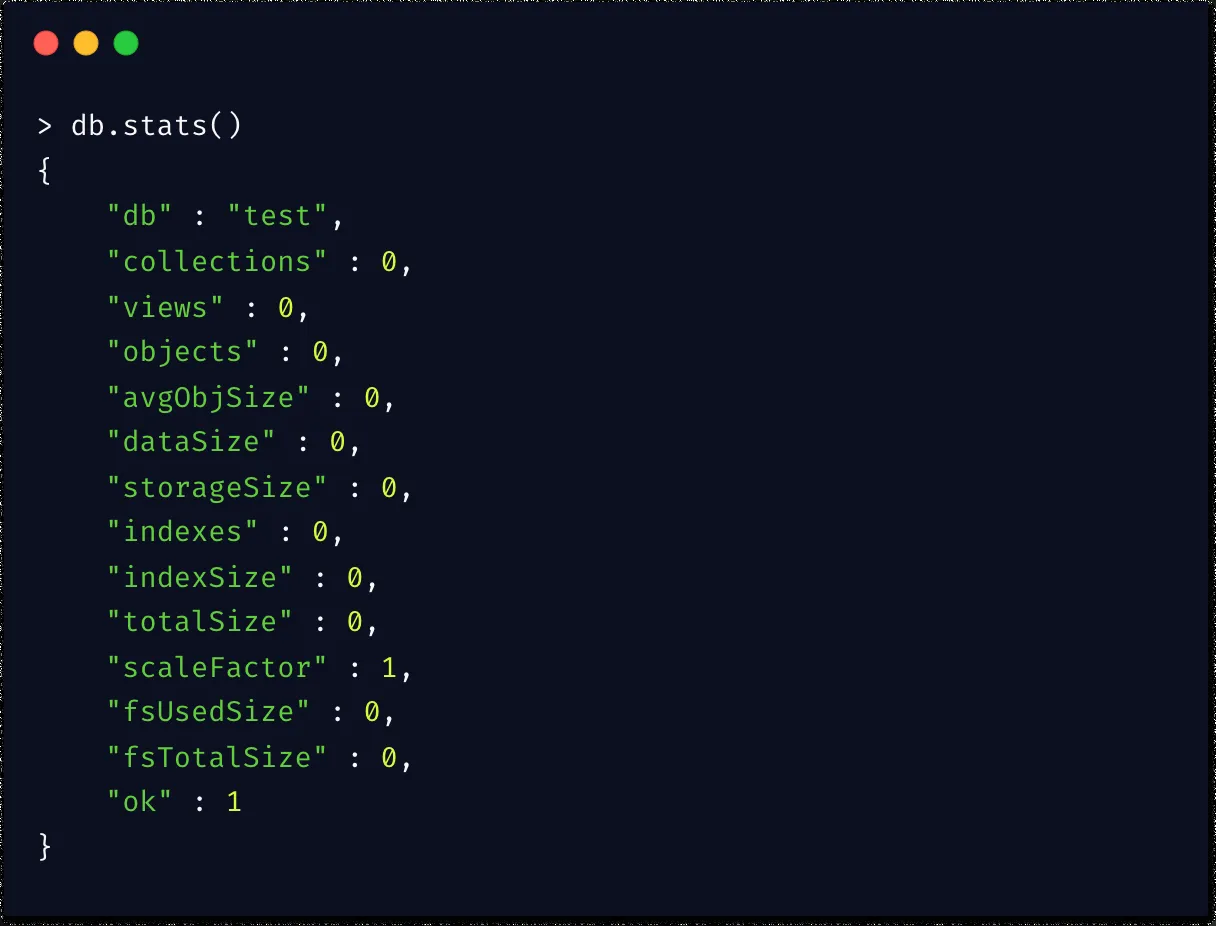 > db.stats()
{
    "db" : "test",
    "collections" : 0,
    "views" : 0,
    "objects" : 0,
    "avgObjSize" : 0,
    "dataSize" : 0,
    "storageSize" : 0,
    "indexes" : 0,
    "indexSize" : 0,
    "totalSize" : 0,
    "scaleFactor" : 1,
    "fsUsedSize" : 0,
    "fsTotalSize" : 0,
    "ok" : 1
}